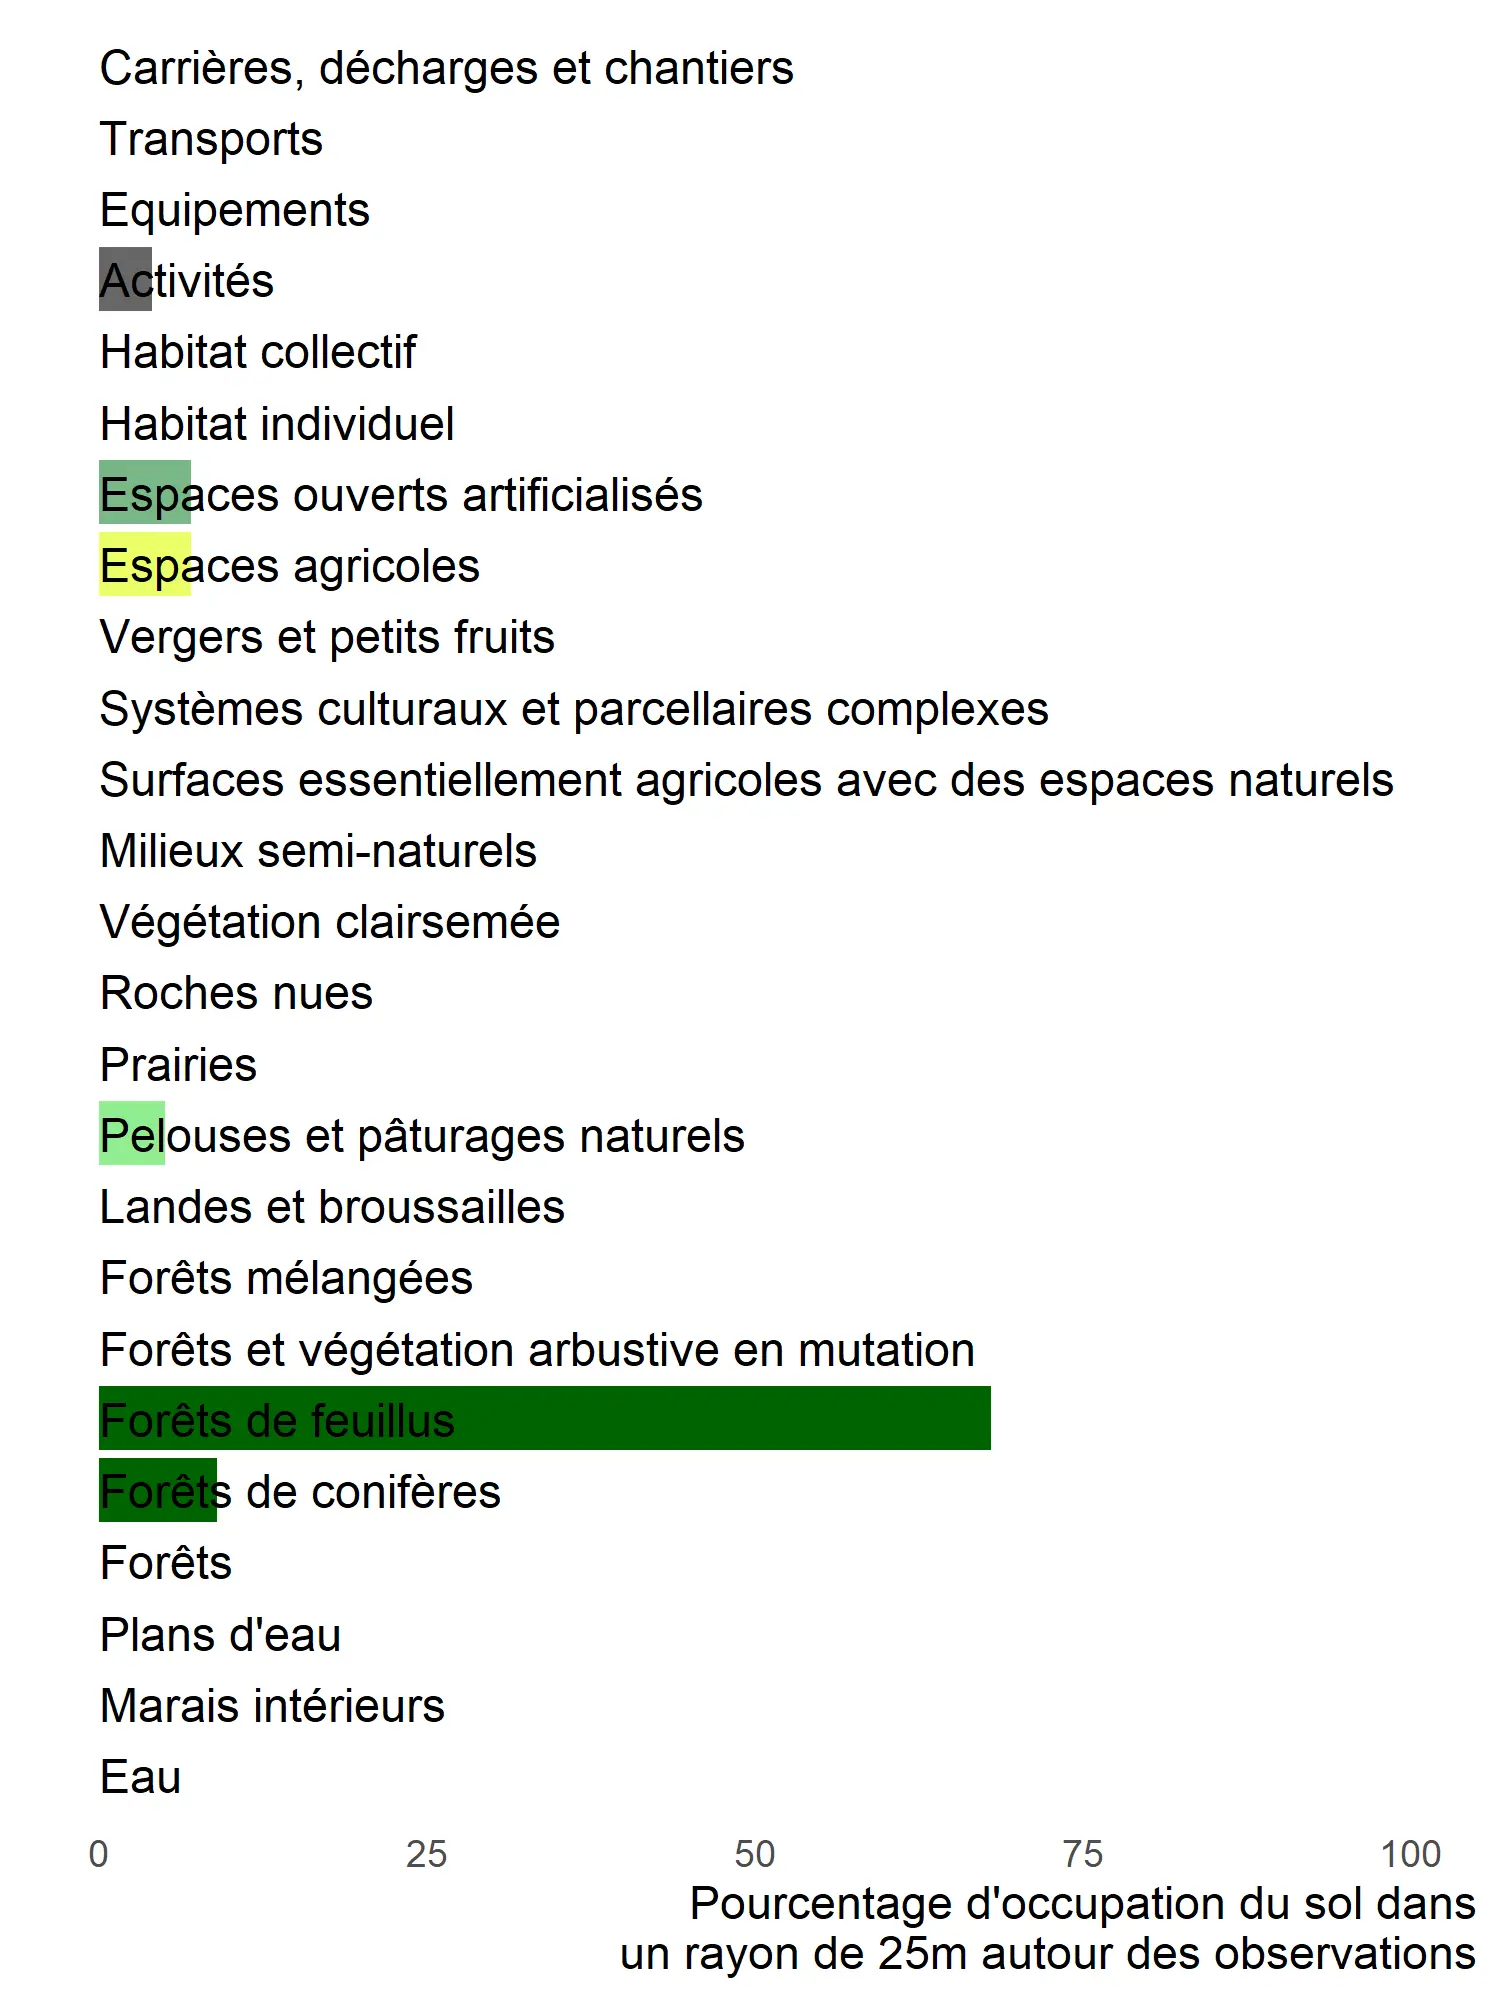 Carrières, décharges et chantiers
Transports
Equipements
Activités
Habitat collectif
Habitat individuel
Espaces ouverts artificialisés
Espaces agricoles
Vergers et petits fruits
Systèmes culturaux et parcellaires complexes
Surfaces essentiellement agricoles avec des espaces naturels
Milieux semi-naturels
Végétation clairsemée
Roches nues
Prairies
Pelouses et pâturages naturels
Landes et broussailles
Forêts mélangées
Forêts et végétation arbustive en mutation
Forêts de feuillus
Forêts de conifères
Forêts
Plans d'eau
Marais intérieurs
Eau
0 25 50 75 100
Pourcentage d'occupation du sol dans
un rayon de 25m autour des observations